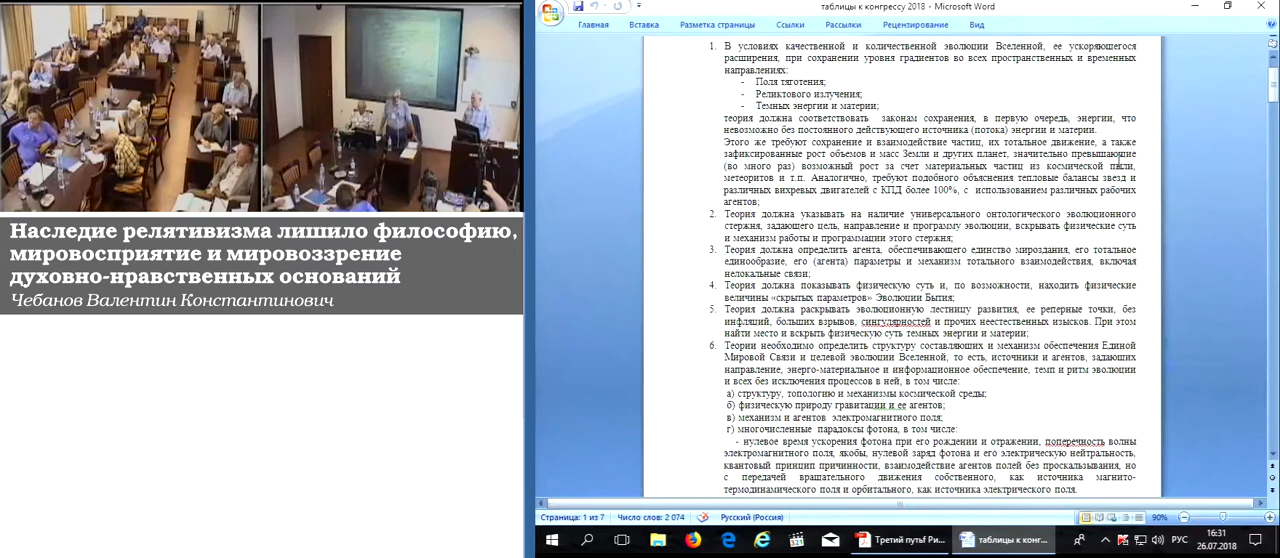 Наследие релятивизма лишило философию,
мировосприятие и мировоззрение
духовно-нравственных оснований
Чебанов Валентин Константинович
таблицы к конгрессу 2018 - Microsoft Word
Главная Вставка Разметка страницы Ссылки Рассылки Рецензирование Вид
1. В условиях качественной и количественной эволюции Вселенной, ее ускоряющегося
расширения, при сохранении уровня градиентов во всех пространственных и временных
направлениях:
- Поля тяготения;
- Реликтового излучения;
- Темных энергии и материи;
теория должна соответствовать законам сохранения, в первую очередь, энергии, что
невозможно без постоянного действующего источника (потока) энергии и материи.
Этого же требуют сохранение и взаимодействие частиц, их тотальное движение, а также
зафиксированные рост объемов и масс Земли и других планет, значительно превышающие
(во много раз) возможный рост за счет материальных частиц из космической пыли,
метеоритов и т.п. Аналогично, требуют подобного объяснения тепловые балансы звезд и
различных вихревых двигателей с КПД более 100%, с использованием различных рабочих
агентов;
2. Теория должна указывать на наличие универсального онтологического эволюционного
стержня, задающего цель, направление и программу эволюции, вскрывать физические суть
и механизм работы и программации этого стержня;
3. Теория должна определить агента, обеспечивающего единство мироздания, его тотальное
единообразие, его (агента) параметры и механизм тотального взаимодействия, включая
нелокальные связи;
4. Теория должна показывать физическую суть и, по возможности, находить физические
величины «скрытых параметров» Эволюции Бытия;
5. Теория должна раскрывать эволюционную лестницу развития, ее реперные точки, без
инфляций, больших взрывов, сингулярностей и прочих неестественных изысков. При этом
найти место и вскрыть физическую суть темных энергии и материи;
6. Теории необходимо определить структуру составляющих и механизм обеспечения Единой
Мировой Связи и целевой эволюции Вселенной, то есть, источники и агентов, задающих
направление, энерго-материальное и информационное обеспечение, темп и ритм эволюции
и всех без исключения процессов в ней, в том числе:
а) структуру, топологию и механизмы космической среды;
б) физическую природу гравитации и ее агентов;
в) механизм и агентов электромагнитного поля;
г) многочисленные парадоксы фотона, в том числе:
- нулевое время ускорения фотона при его рождении и отражении, поперечность волны
электромагнитного поля, якобы, нулевой заряд фотона и его электрическую нейтральность,
квантовый принцип причинности, взаимодействие агентов полей без проскальзывания, но
с передачей вращательного движения собственного, как источника магнито-
термодинамического поля и орбитального, как источника электрического поля.
Страница: 1 из 7 Число слов: 2 074 Русский (Россия) 90%
Третий путь! Ри... таблицы к конг... РУС 16:31
26.07.2018